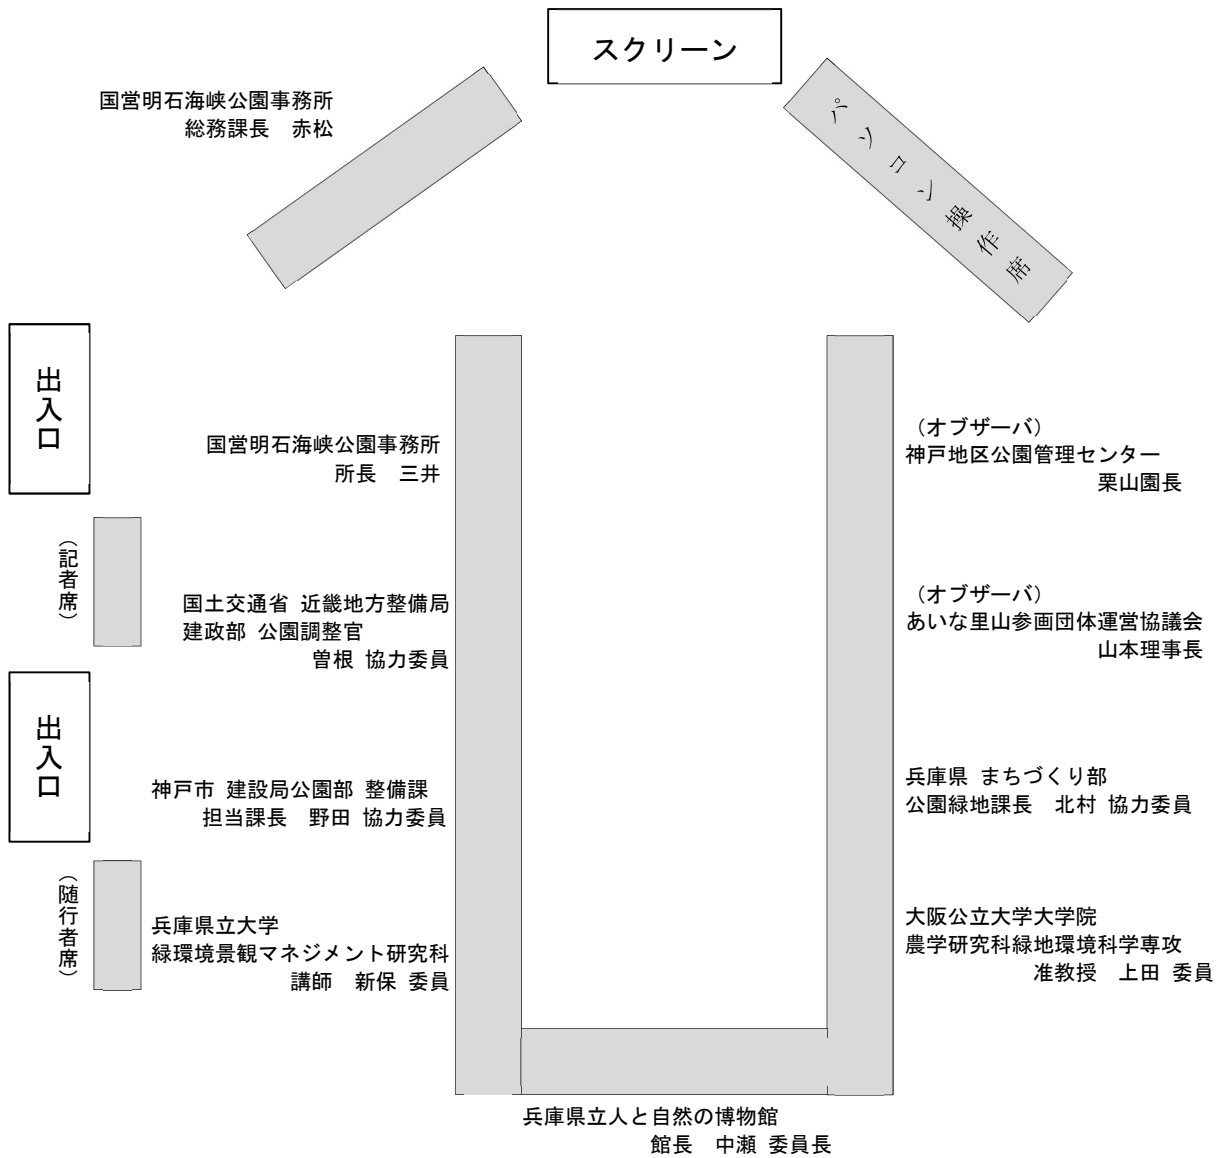 スクリーン
国営明石海峡公園事務所
総務課長　赤松
パソコン操作席
出入口
国営明石海峡公園事務所
所長　三井
（オブザーバ）
神戸地区公園管理センター
栗山園長
（記者席）
国土交通省 近畿地方整備局
建政部 公園調整官
曽根 協力委員
（オブザーバ）
あいな里山参画団体運営協議会
山本理事長
出入口
神戸市 建設局公園部 整備課
担当課長　野田 協力委員
兵庫県 まちづくり部
公園緑地課長　北村 協力委員
（随行者席）
兵庫県立大学
緑環境景観マネジメント研究科
講師　新保 委員
大阪公立大学大学院
農学研究科緑地環境科学専攻
准教授　上田 委員
兵庫県立人と自然の博物館
館長　中瀬 委員長